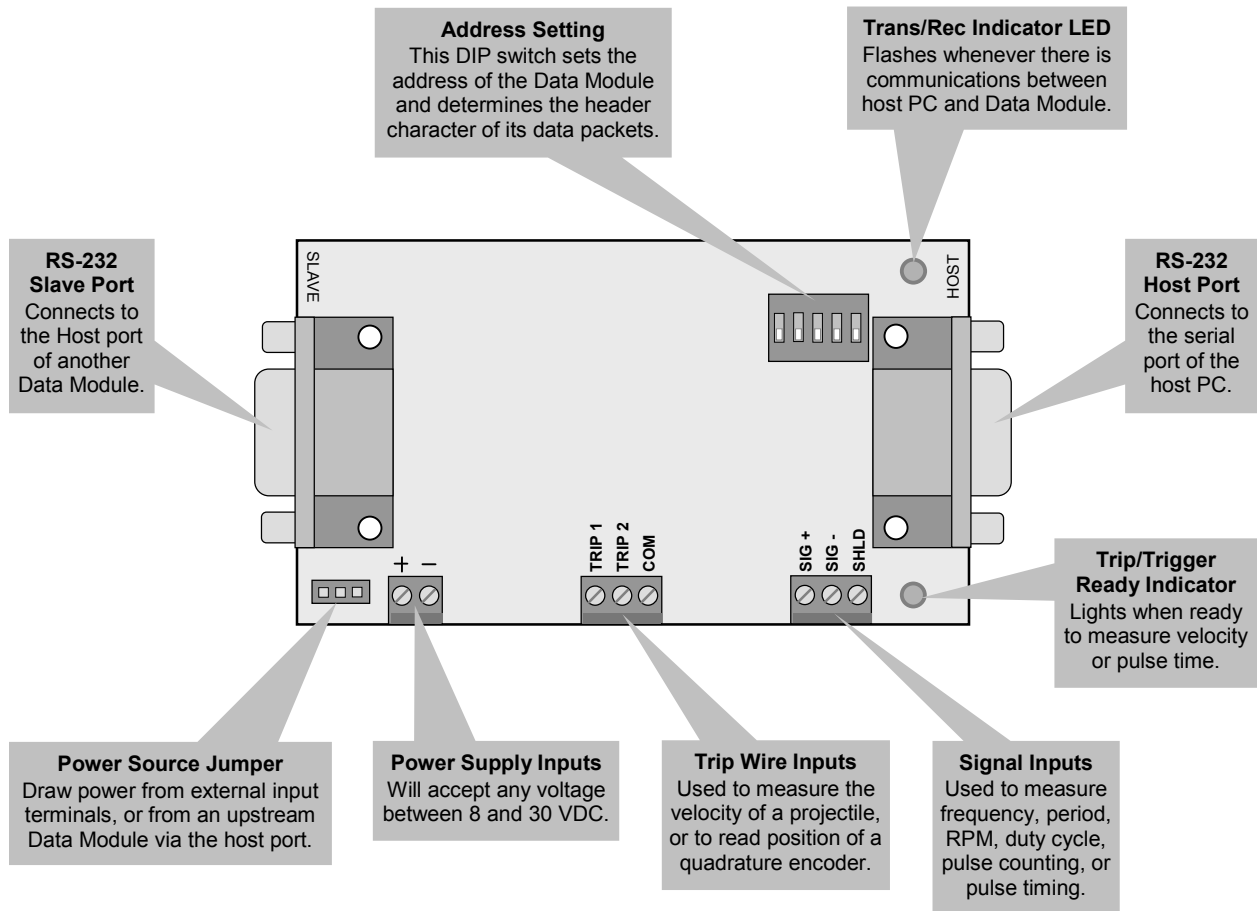 Address Setting
This DIP switch sets the
address of the Data Module
and determines the header
character of its data packets.
Trans/Rec Indicator LED
Flashes whenever there is
communications between
host PC and Data Module.
RS-232
Slave Port
Connects to
the Host port
of another
Data Module.
SLAVE
HOST
RS-232
Host Port
Connects to
the serial
port of the
host PC.
+ –
TRIP 1
TRIP 2
COM
SIG +
SIG -
SHLD
Trip/Trigger
Ready Indicator
Lights when ready
to measure velocity
or pulse time.
Power Source Jumper
Draw power from external input
terminals, or from an upstream
Data Module via the host port.
Power Supply Inputs
Will accept any voltage
between 8 and 30 VDC.
Trip Wire Inputs
Used to measure the
velocity of a projectile,
or to read position of a
quadrature encoder.
Signal Inputs
Used to measure
frequency, period,
RPM, duty cycle,
pulse counting, or
pulse timing.